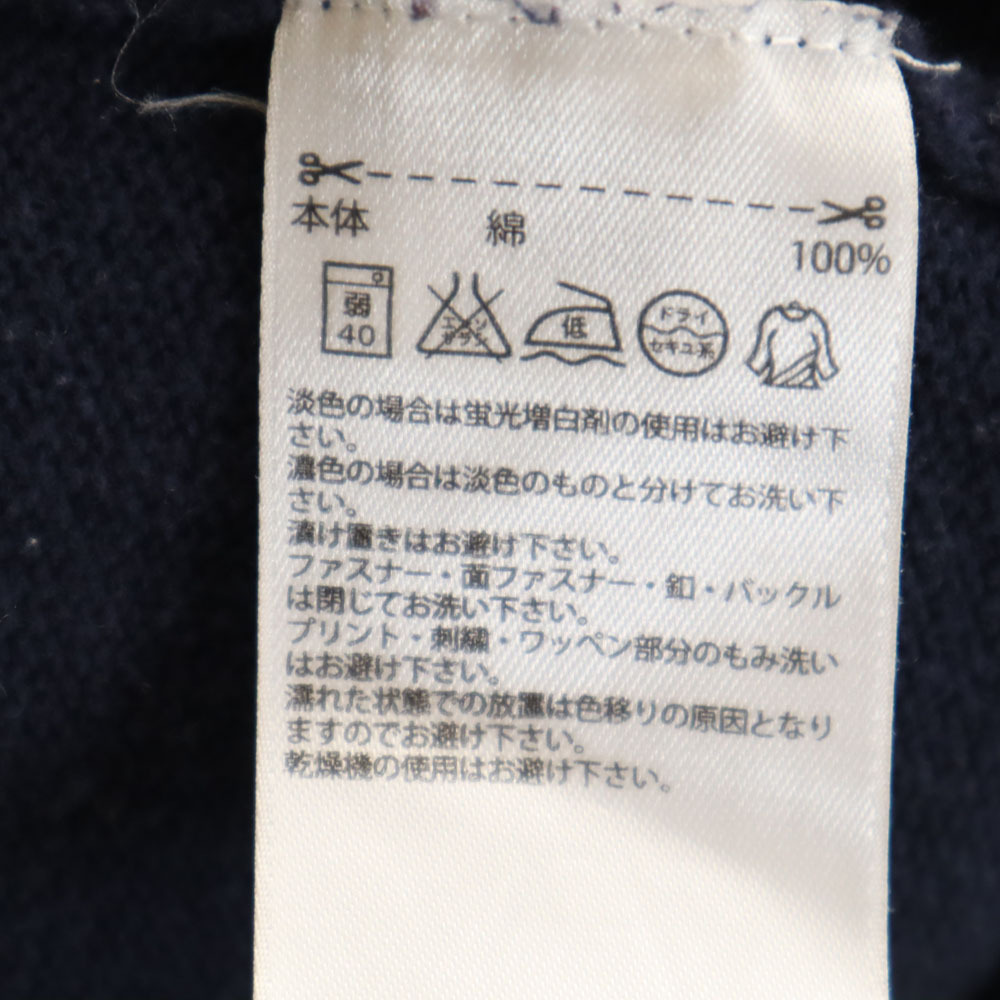 本体 綿 100%
弱 40
エンソ サラシ
低
ドライ セキユ系
淡色の場合は蛍光増白剤の使用はお避け下
さい。
濃色の場合は淡色のものと分けてお洗い下
さい。
漬け置きはお避け下さい。
ファスナー・面ファスナー・釦・バックル
は閉じてお洗い下さい。
プリント・刺繍・ワッペン部分のもみ洗い
はお避け下さい。
濡れた状態での放置は色移りの原因となり
ますのでお避け下さい。
乾燥機の使用はお避け下さい。